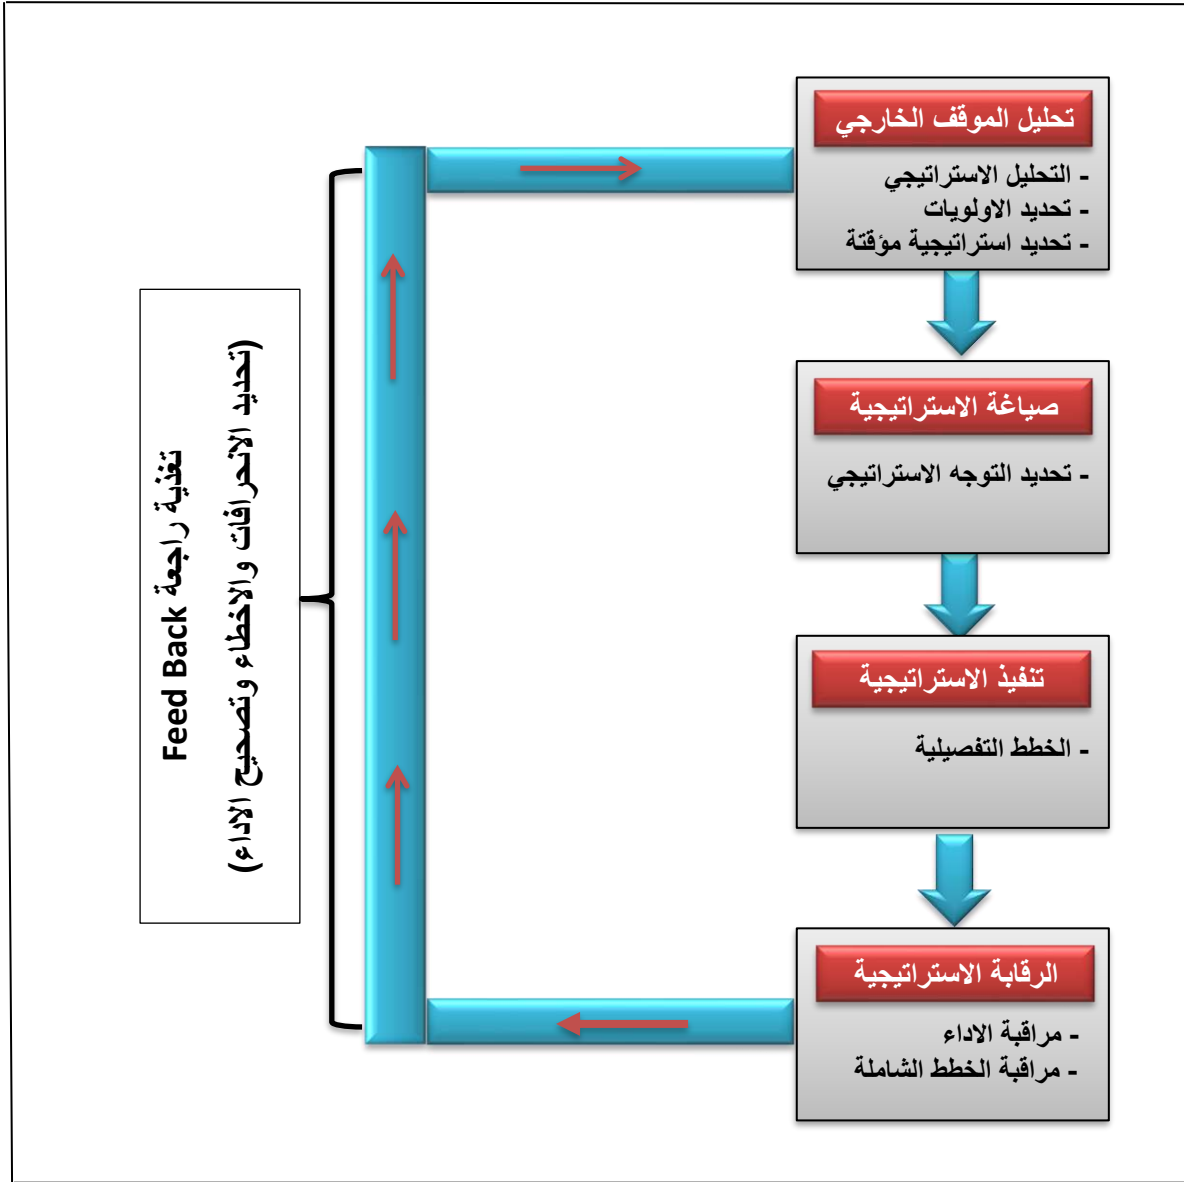 تحليل الموقف الخارجي
- التحليل الاستراتيجي
- تحديد الاولويات
- تحديد استراتيجية مؤقتة
صياغة الاستراتيجية
- تحديد التوجه الاستراتيجي
تنفيذ الاستراتيجية
- الخطط التفصيلية
الرقابة الاستراتيجية
- مراقبة الاداء
- مراقبة الخطط الشاملة
تغذية راجعة Feed Back
(تحديد الانحرافات والاخطاء وتصحيح الاداء)